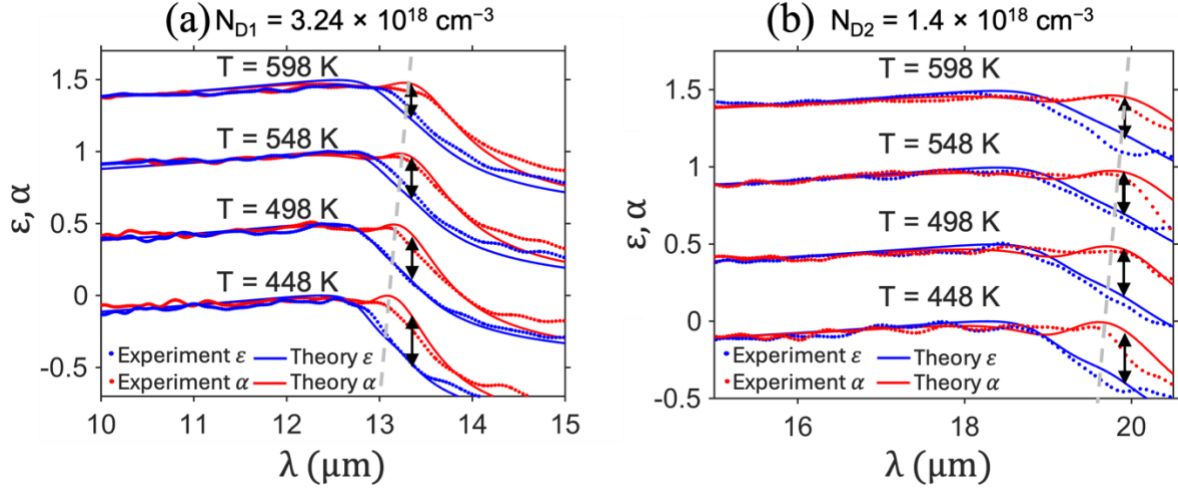 (a) N_D1 = 3.24 × 10^18 cm^−3
ε, α
1.5
1
0.5
0
-0.5
T = 598 K
T = 548 K
T = 498 K
T = 448 K
Experiment ε
Theory ε
Experiment α
Theory α
10 11 12 13 14 15
λ (μm)
(b) N_D2 = 1.4 × 10^18 cm^−3
1.5
1
0.5
0
-0.5
T = 598 K
T = 548 K
T = 498 K
T = 448 K
Experiment ε
Theory ε
Experiment α
Theory α
16 18 20
λ (μm)